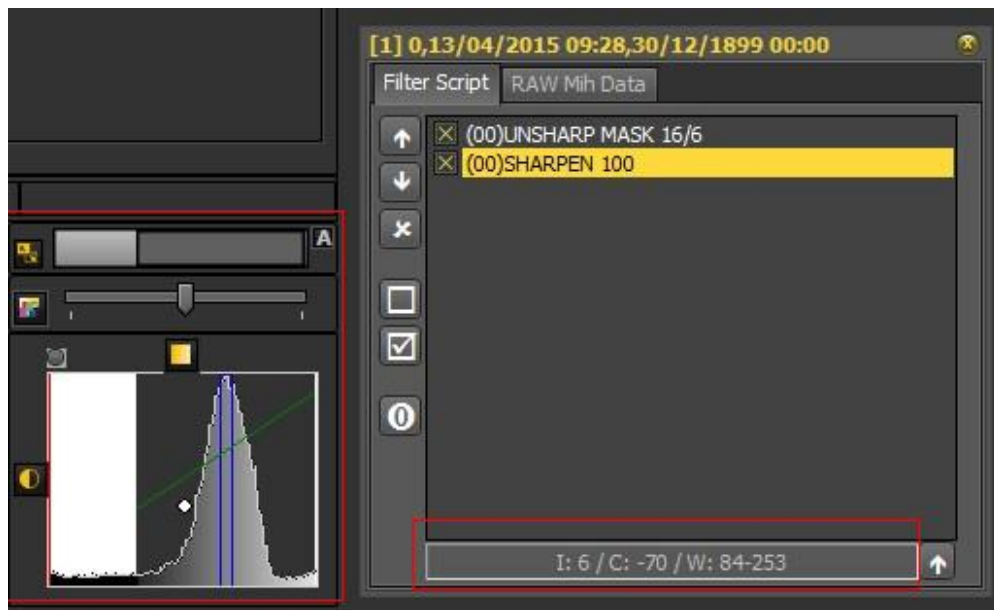 [1] 0,13/04/2015 09:28,30/12/1899 00:00
Filter Script RAW Mih Data
(00)UNSHARP MASK 16/6
(00)SHARPEN 100
A
I: 6 / C: -70 / W: 84-253